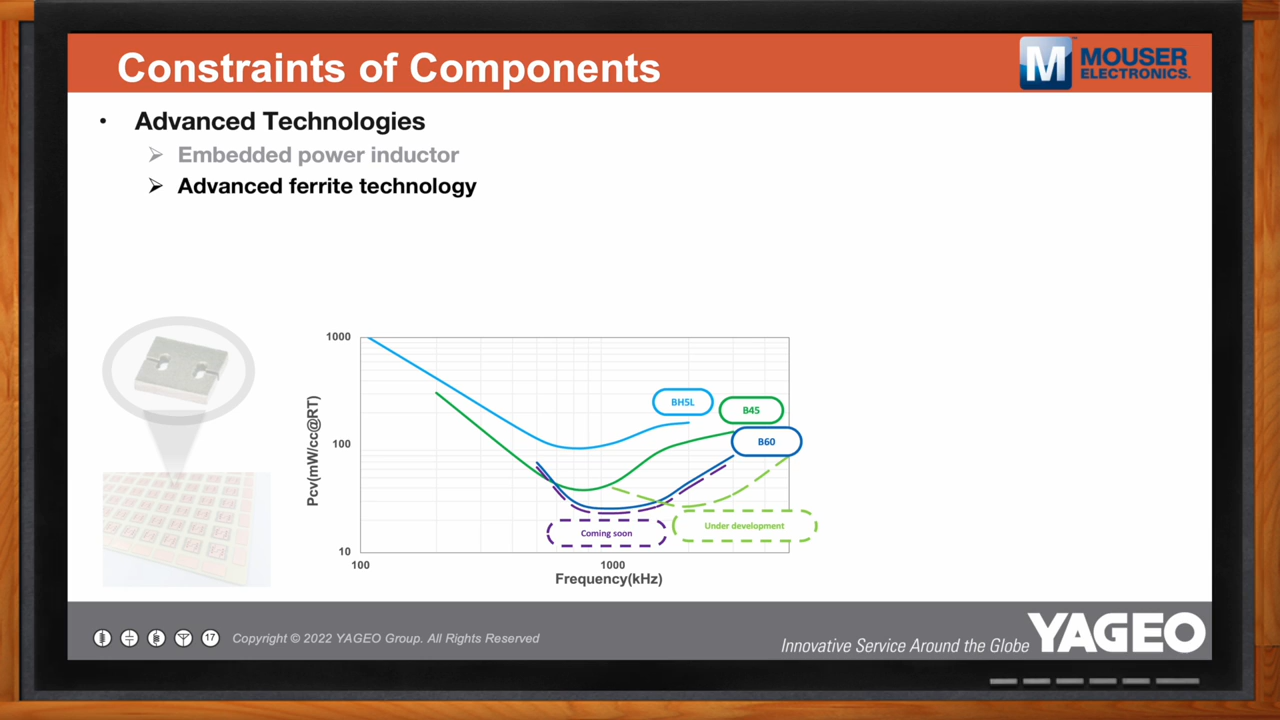 Constraints of Components
M MOUSER
ELECTRONICS.
• Advanced Technologies
➢ Embedded power inductor
➢ Advanced ferrite technology
1000
100
10
Pcv(mW/cc@RT)
BH5L
B45
B60
Coming soon
Under development
100
1000
Frequency(kHz)
17
Copyright © 2022 YAGEO Group. All Rights Reserved
Innovative Service Around the Globe
YAGEO